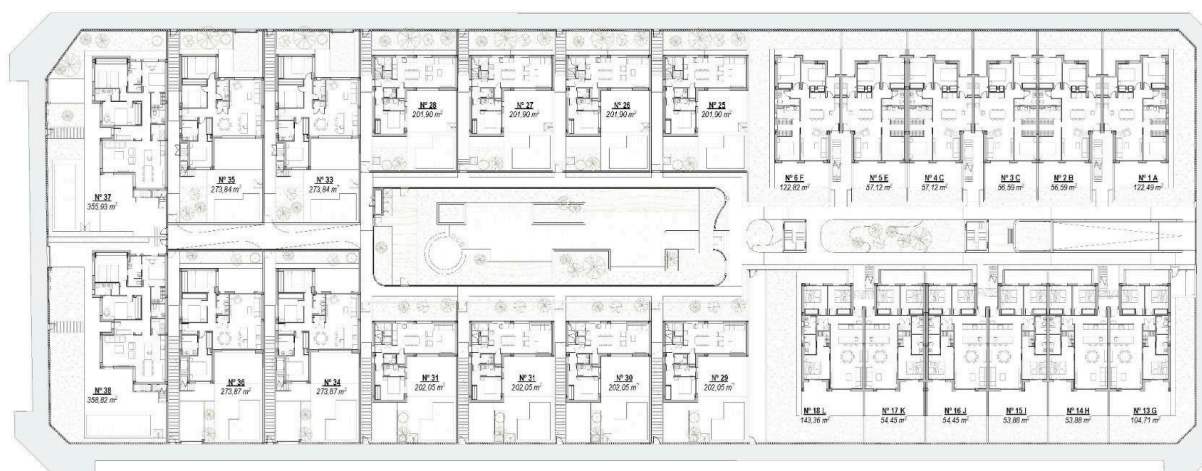 Nº 28
201,90 m²
Nº 27
201,90 m²
Nº 26
201,90 m²
Nº 25
201,90 m²
Nº 35
273,84 m²
Nº 33
273,84 m²
Nº 37
355,93 m²
Nº 6 F
122,82 m²
Nº 5 E
57,12 m²
Nº 4 C
57,12 m²
Nº 3 C
56,59 m²
Nº 2 B
56,59 m²
Nº 1 A
122,49 m²
Nº 38
358,82 m²
Nº 36
273,87 m²
Nº 34
273,87 m²
Nº 31
202,05 m²
Nº 31
202,05 m²
Nº 30
202,05 m²
Nº 29
202,05 m²
Nº 18 L
143,36 m²
Nº 17 K
54,45 m²
Nº 16 J
54,45 m²
Nº 15 I
53,88 m²
Nº 14 H
53,88 m²
Nº 13 G
104,71 m²